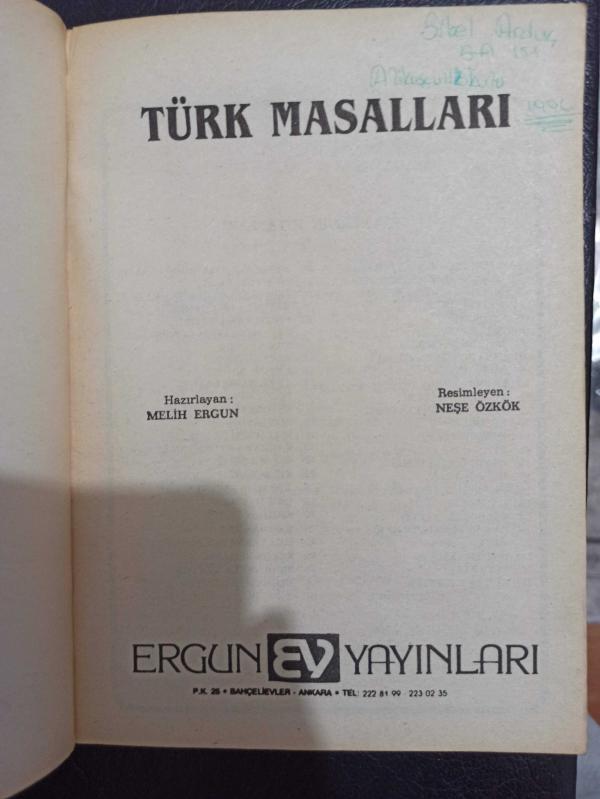 Sibel
TÜRK MASALLARI
Hazırlayan :
MELİH ERGUN
Resimleyen :
NEŞE ÖZKÖK
ERGUN EY YAYINLARI
P.K. 25 • BAHÇELİEVLER - ANKARA • TEL: 222 81 99 - 223 02 35